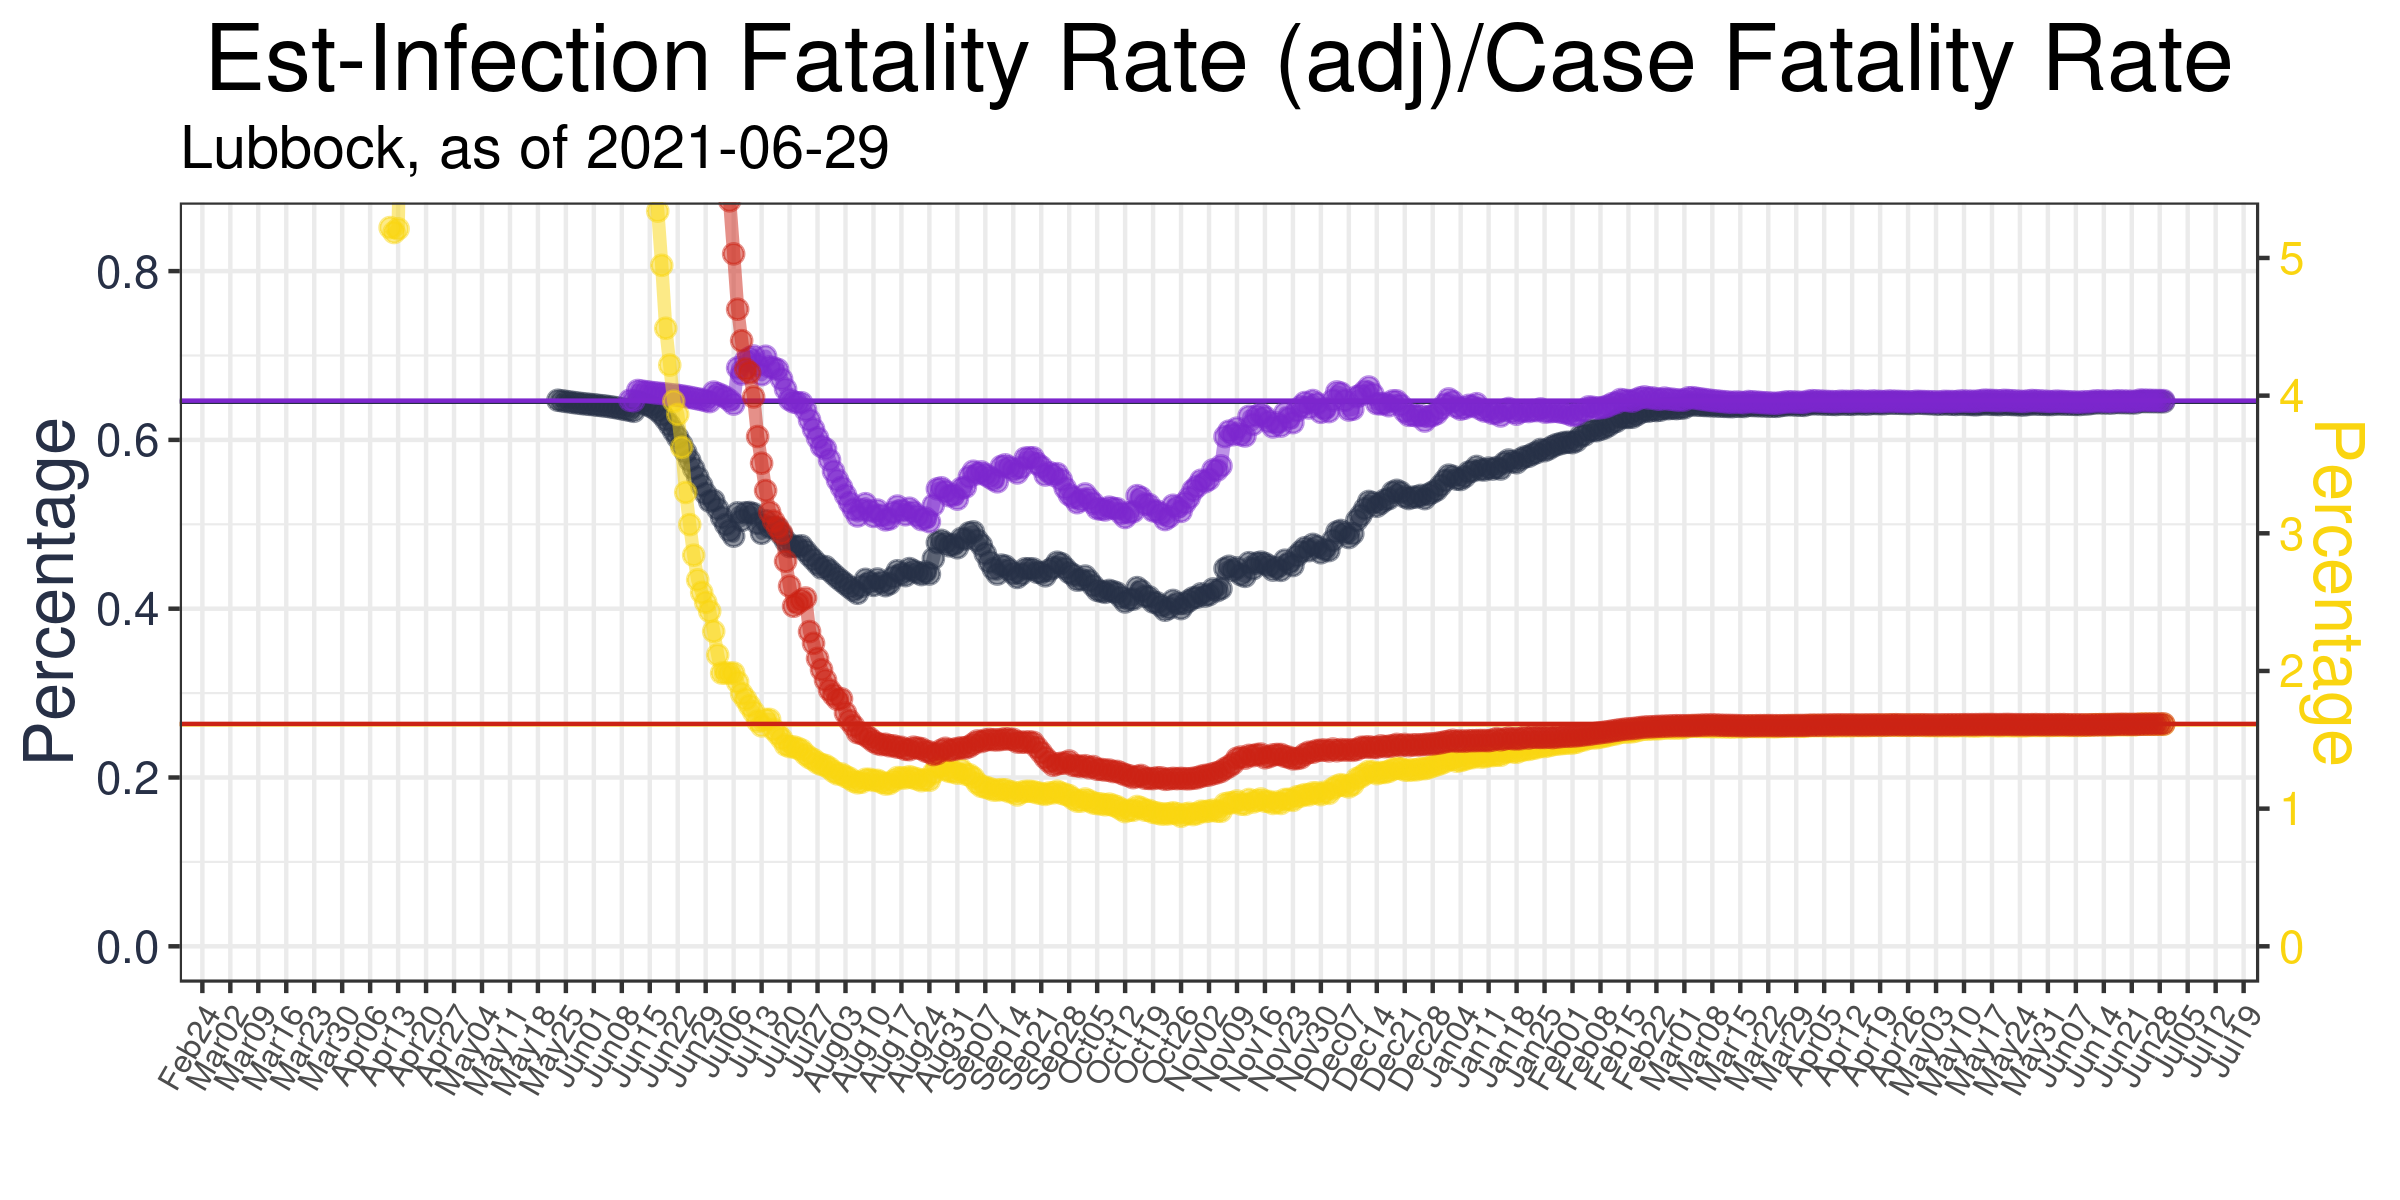 Est-Infection Fatality Rate (adj)/Case Fatality Rate
Lubbock, as of 2021-06-29
Percentage
0.8
0.6
0.4
0.2
0.0
5
4
3
2
1
0
Percentage
Feb24
Mar02
Mar09
Mar16
Mar23
Mar30
Apr06
Apr13
Apr20
Apr27
May04
May11
May18
May25
Jun01
Jun08
Jun15
Jun22
Jun29
Jul06
Jul13
Jul20
Jul27
Aug03
Aug10
Aug17
Aug24
Aug31
Sep07
Sep14
Sep21
Sep28
Oct05
Oct12
Oct19
Oct26
Nov02
Nov09
Nov16
Nov23
Nov30
Dec07
Dec14
Dec21
Dec28
Jan04
Jan11
Jan18
Jan25
Feb01
Feb08
Feb15
Feb22
Mar01
Mar08
Mar15
Mar22
Mar29
Apr05
Apr12
Apr19
Apr26
May03
May10
May17
May24
May31
Jun07
Jun14
Jun21
Jun28
Jul05
Jul12
Jul19